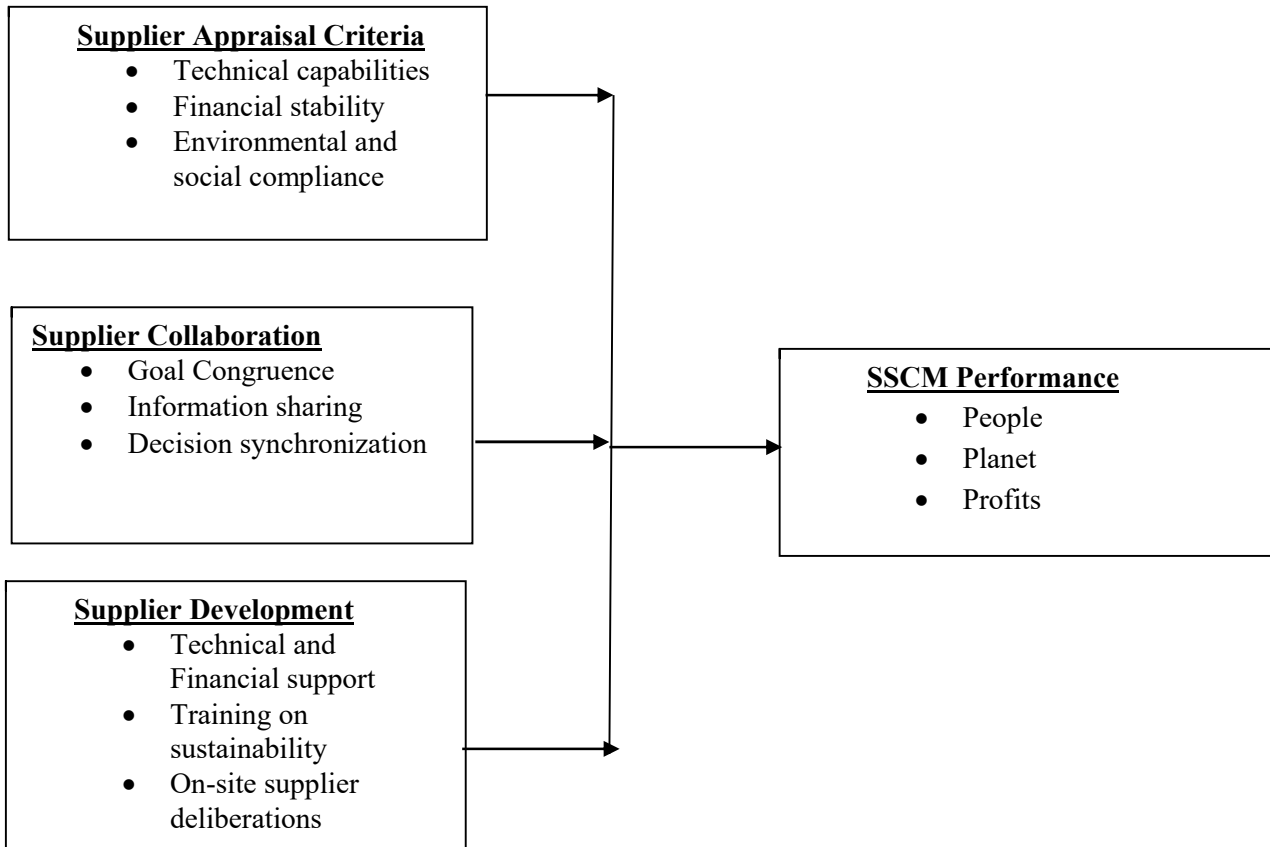 Supplier Appraisal Criteria
• Technical capabilities
• Financial stability
• Environmental and
social compliance
Supplier Collaboration
• Goal Congruence
• Information sharing
• Decision synchronization
SSCM Performance
• People
• Planet
• Profits
Supplier Development
• Technical and
Financial support
• Training on
sustainability
• On-site supplier
deliberations